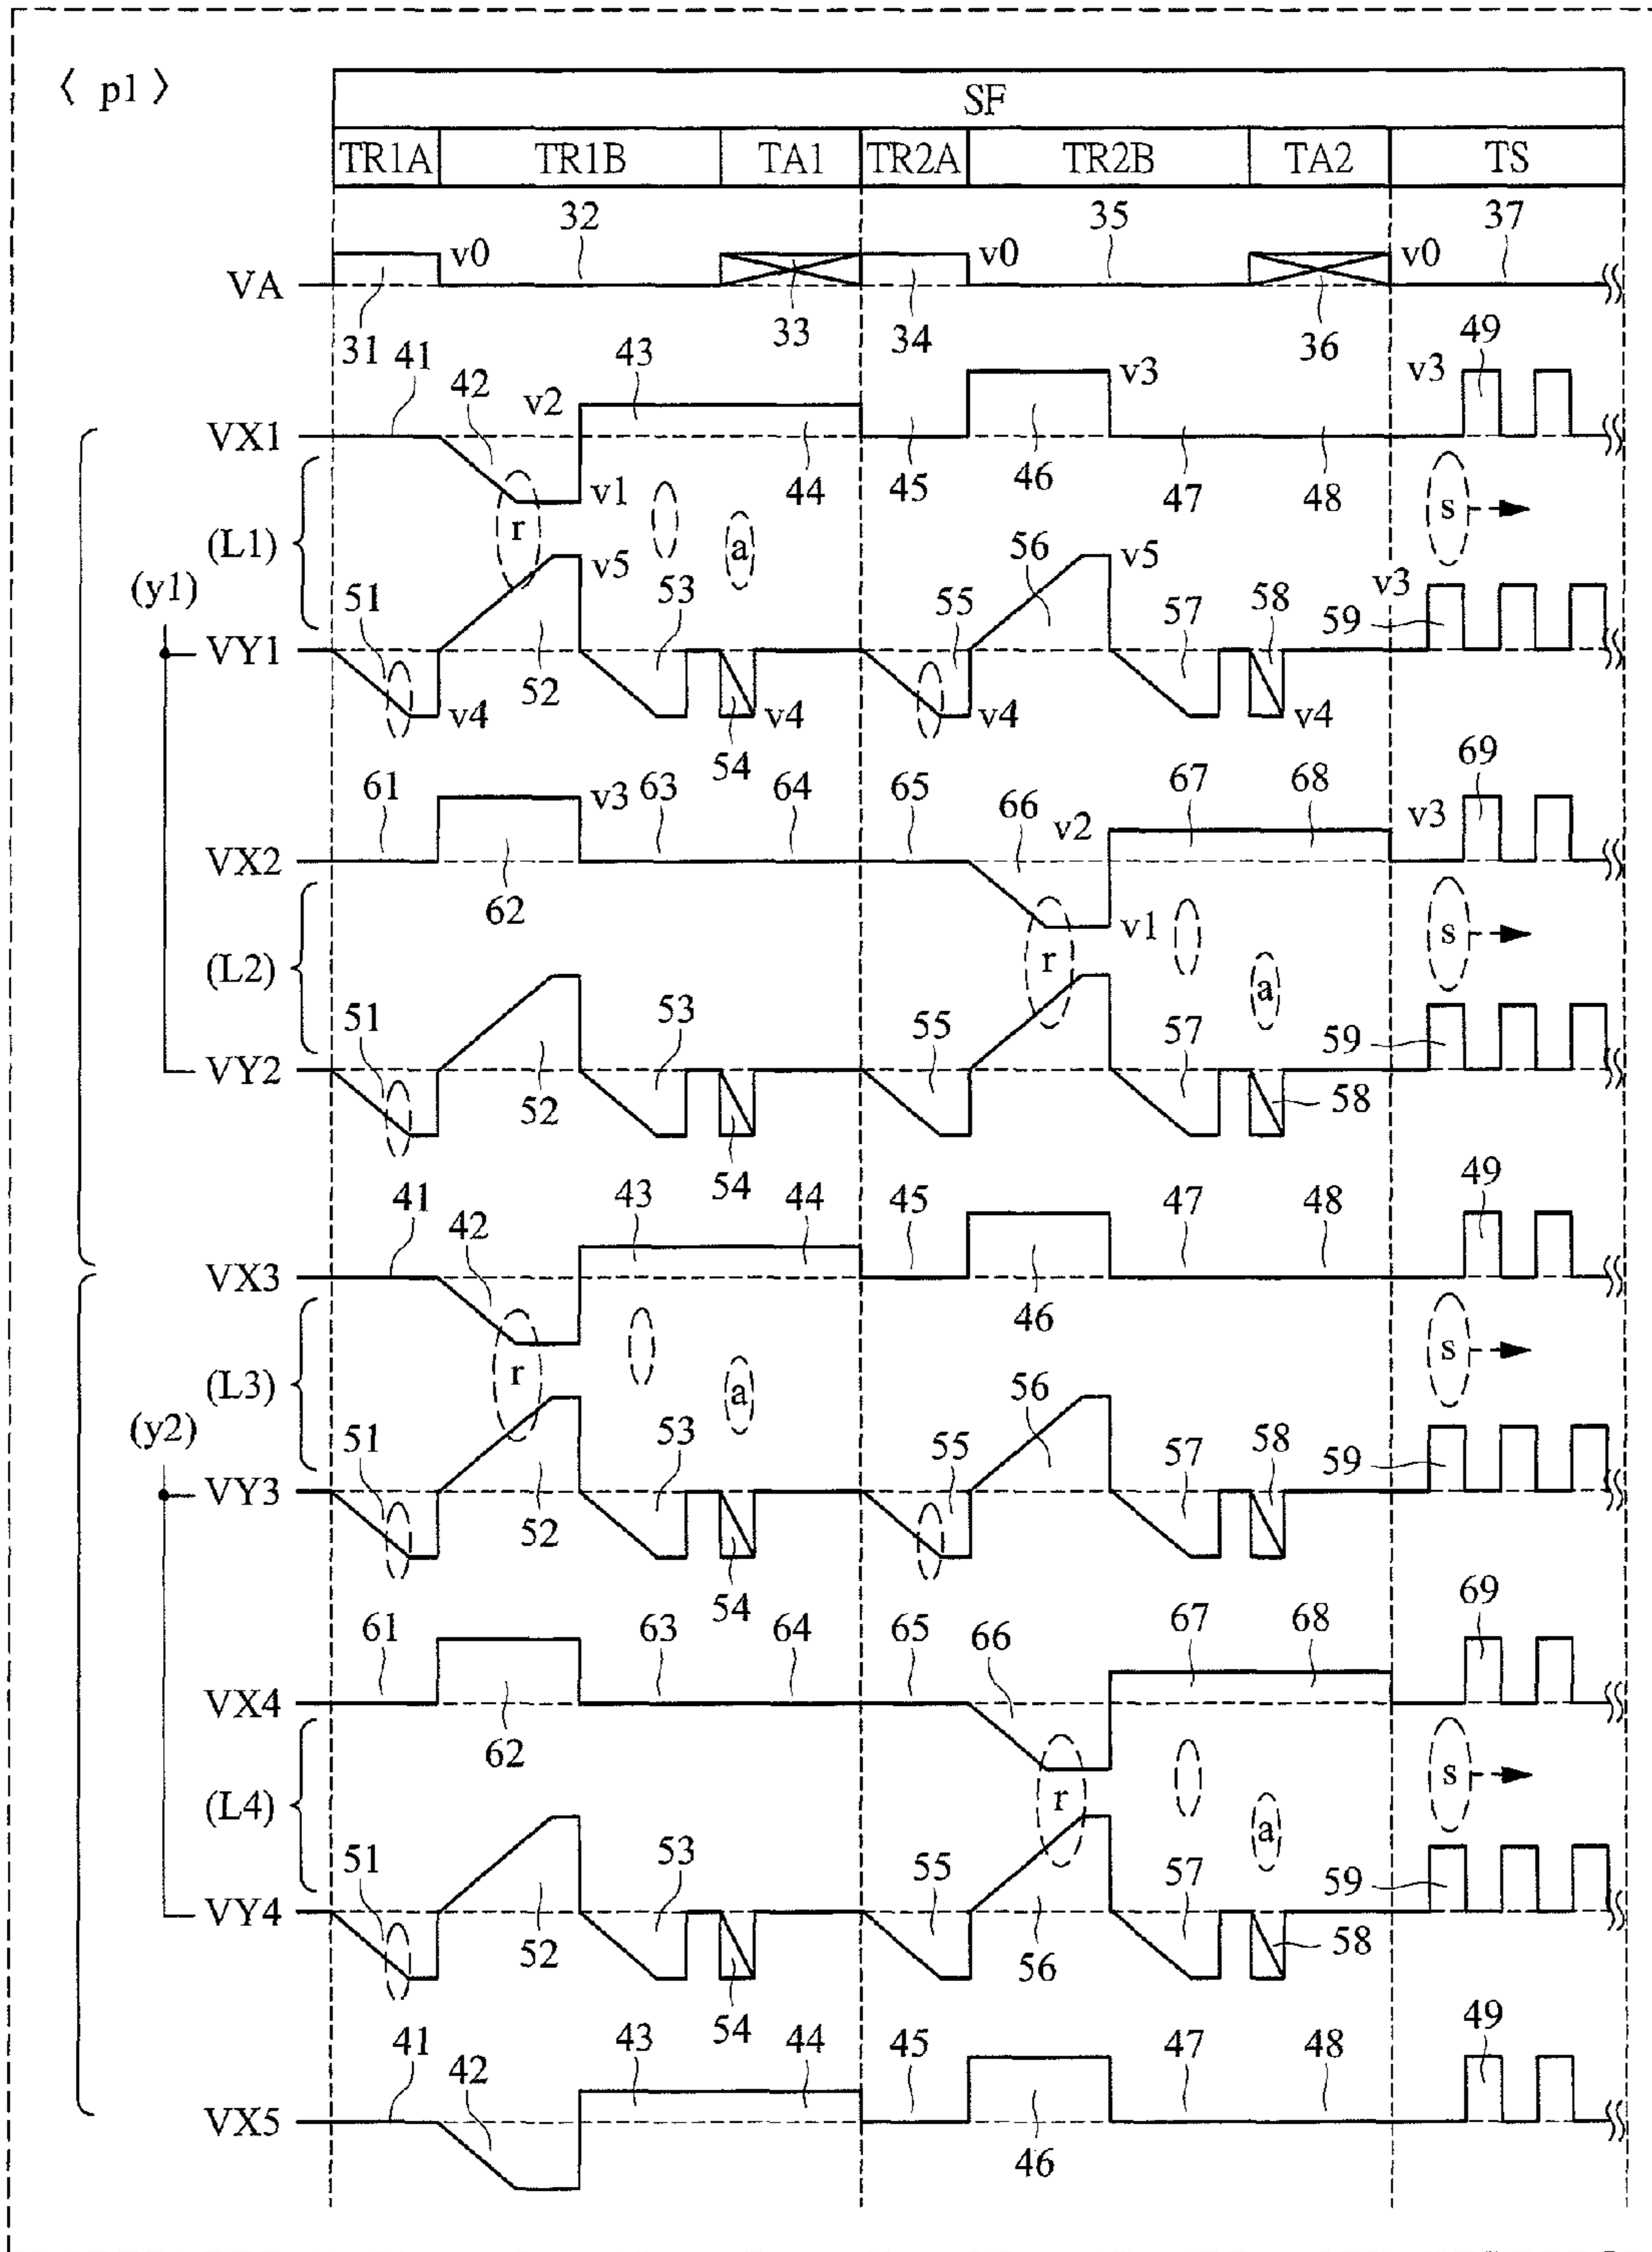 〈 p1 〉
SF
TR1A TR1B TA1 TR2A TR2B TA2 TS
32 35 37
v0 v0 v0
VA
31 33 34 36
41 42 43 49
v2 v3 v3
VX1
v1 44 45 46 47 48
r a s
(L1)
(y1)
v5 56 v5 v3
51 53 55 57 58 59
VY1
v4 52 v4 v4 v4
54
61 v3 63 64 65 66 67 68 69
v2 v3
VX2
62 v1
r a s
(L2)
51 53 55 57 59
VY2
52 58
54
41 42 43 44 45 47 48 49
VX3
46
r a s
(L3)
(y2)
56
51 53 55 57 58 59
VY3
52
54
61 63 64 65 66 67 68 69
VX4
62
r a s
(L4)
51 53 55 57 59
VY4
52 56 58
54
41 42 43 44 45 47 48 49
VX5
46